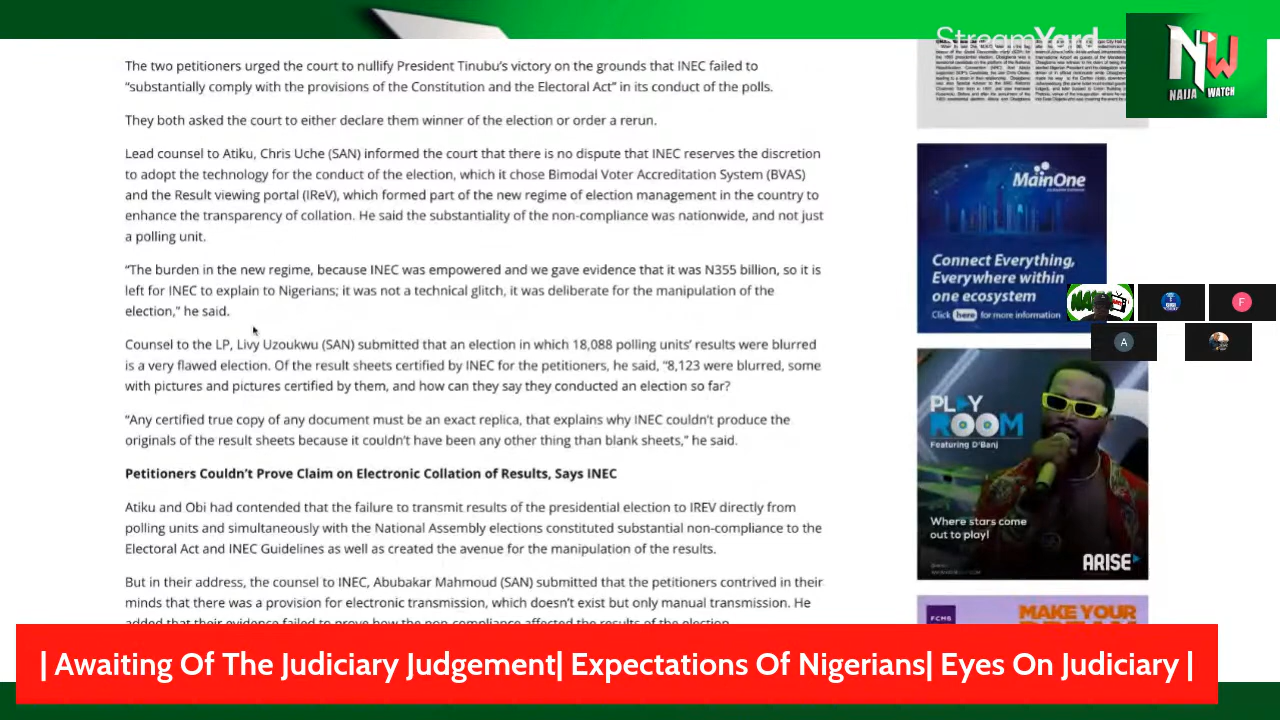 StreamYard
NW
NAIJA WATCH
The two petitioners urged the court nullify President Tinubu's victory on the grounds that INEC failed to
"substantially comply with the provisions of the Constitution and the Electoral Act" in its conduct of the polls.
They both asked the court to either declare them winner of the election or order a rerun.
Lead counsel to Atiku, Chris Uche (SAN) informed the court that there is no dispute that INEC reserves the discretion
to adopt the technology for the conduct of the election, which it chose Bimodal Voter Accreditation System (BVAS)
and the Result viewing portal (IReV), which formed part of the new regime of election management in the country to
enhance the transparency of collation. He said the substantiality of the non-compliance was nationwide, and not just
a polling unit.
"The burden in the new regime, because INEC was empowered and we gave evidence that it was N355 billion, so it is
left for INEC to explain to Nigerians; it was not a technical glitch, it was deliberate for the manipulation of the
election," he said.
Counsel to the LP, Livy Uzoukwu (SAN) submitted that an election in which 18,088 polling units' results were blurred
is a very flawed election. Of the result sheets certified by INEC for the petitioners, he said, "8,123 were blurred, some
with pictures and pictures certified by them, and how can they say they conducted an election so far?
"Any certified true copy of any document must be an exact replica, that explains why INEC couldn't produce the
originals of the result sheets because it couldn't have been any other thing than blank sheets," he said.
Petitioners Couldn't Prove Claim on Electronic Collation of Results, Says INEC
Atiku and Obi had contended that the failure to transmit results of the presidential election to IREV directly from
polling units and simultaneously with the National Assembly elections constituted substantial non-compliance to the
Electoral Act and INEC Guidelines as well as created the avenue for the manipulation of the results.
But in their address, the counsel to INEC, Abubakar Mahmoud (SAN) submitted that the petitioners contrived in their
minds that there was a provision for electronic transmission, which doesn't exist but only manual transmission. He
added that their evidence failed to prove how the non-compliance affected the results of the election.
MainOne
Connect Everything,
Everywhere within
one ecosystem
Click here for more information
F
A
PLAY
ROOM
Featuring D'Banj
Where stars come
out to play!
ARISE
FCMB
MAKE YOUR
| Awaiting Of The Judiciary Judgement| Expectations Of Nigerians| Eyes On Judiciary |